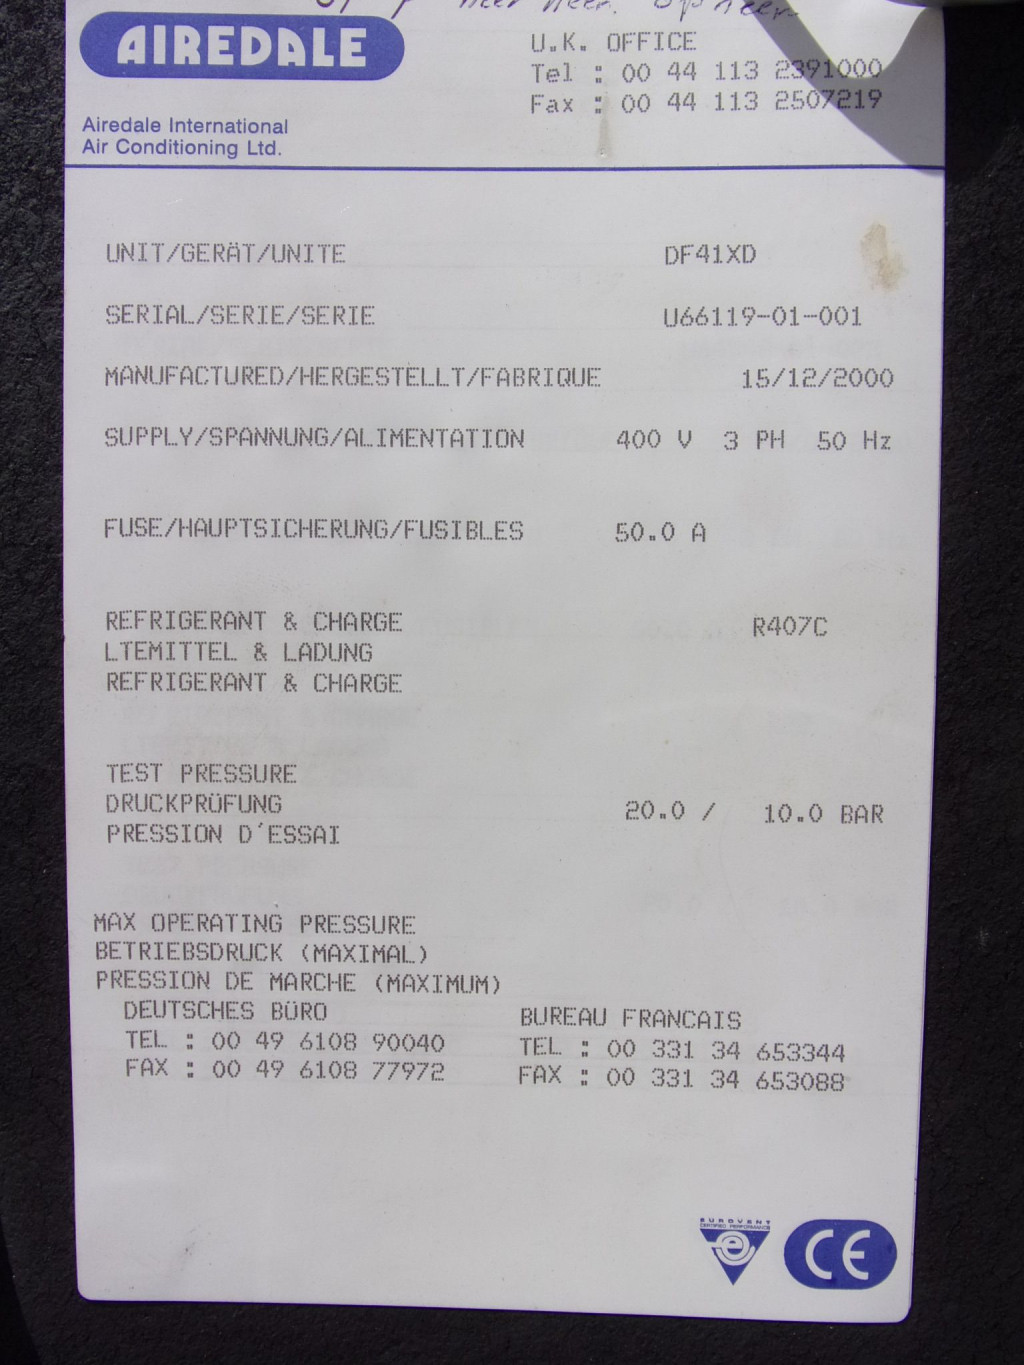 AIREDALE
Airedale International
Air Conditioning Ltd.
U.K. OFFICE
Tel : 00 44 113 2391000
Fax : 00 44 113 2507219
UNIT/GERÄT/UNITE DF41XD
SERIAL/SERIE/SERIE U66119-01-001
MANUFACTURED/HERGESTELLT/FABRIQUE 15/12/2000
SUPPLY/SPANNUNG/ALIMENTATION 400 V 3 PH 50 Hz
FUSE/HAUPTSICHERUNG/FUSIBLES 50.0 A
REFRIGERANT & CHARGE R407C
LTEMITTEL & LADUNG
REFRIGERANT & CHARGE
TEST PRESSURE
DRUCKPRÜFUNG 20.0 / 10.0 BAR
PRESSION D'ESSAI
MAX OPERATING PRESSURE
BETRIEBSDRUCK (MAXIMAL)
PRESSION DE MARCHE (MAXIMUM)
DEUTSCHES BÜRO
TEL : 00 49 6108 90040
FAX : 00 49 6108 77972
BUREAU FRANCAIS
TEL : 00 331 34 653344
FAX : 00 331 34 653088
EUROVENT
CERTIFIED PERFORMANCE
CE